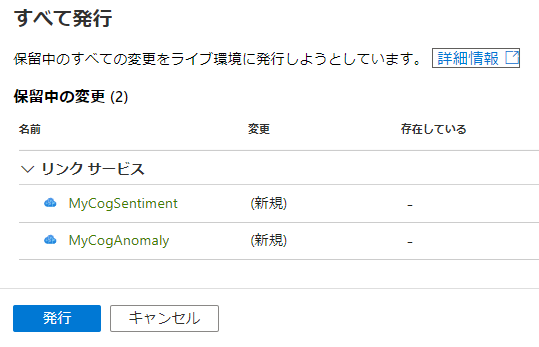 すべて発行
保留中のすべての変更をライブ環境に発行しようとしています。 詳細情報
保留中の変更 (2)
名前 変更 存在している
リンク サービス
MyCogSentiment (新規) -
MyCogAnomaly (新規) -
発行 キャンセル